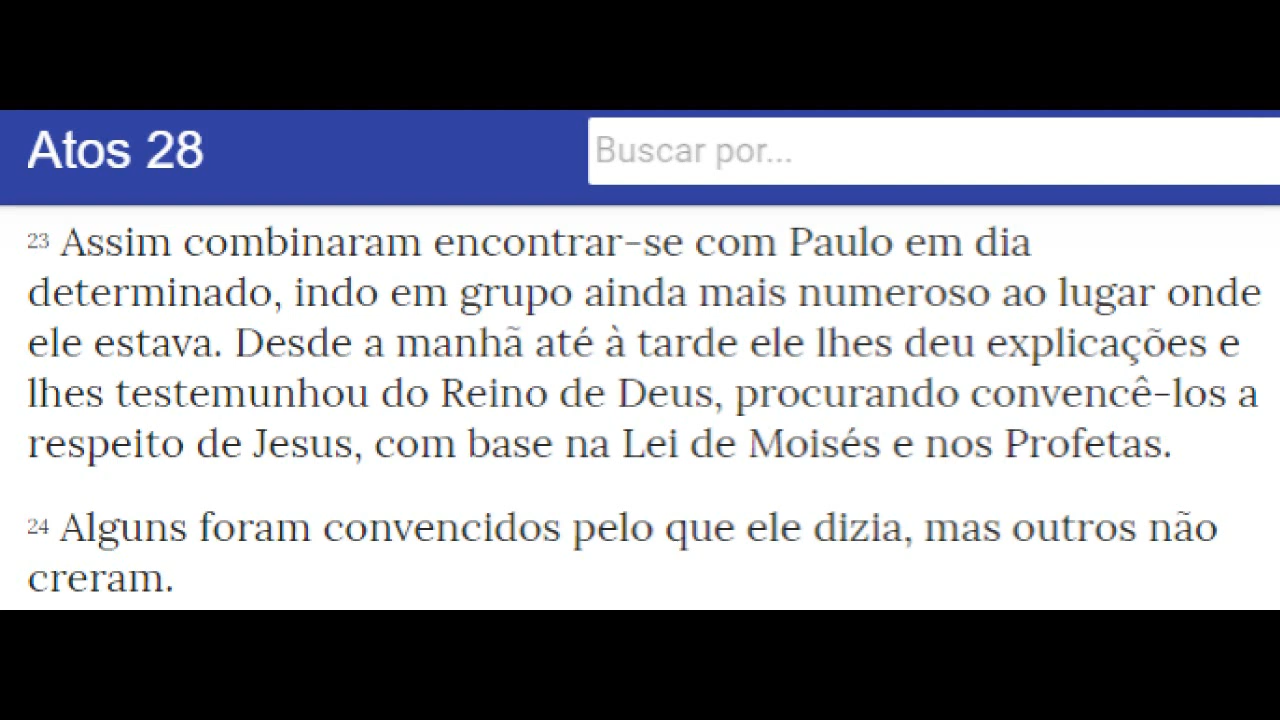 Atos 28
Buscar por...
23 Assim combinaram encontrar-se com Paulo em dia
determinado, indo em grupo ainda mais numeroso ao lugar onde
ele estava. Desde a manhã até à tarde ele lhes deu explicações e
lhes testemunhou do Reino de Deus, procurando convencê-los a
respeito de Jesus, com base na Lei de Moisés e nos Profetas.
24 Alguns foram convencidos pelo que ele dizia, mas outros não
creram.